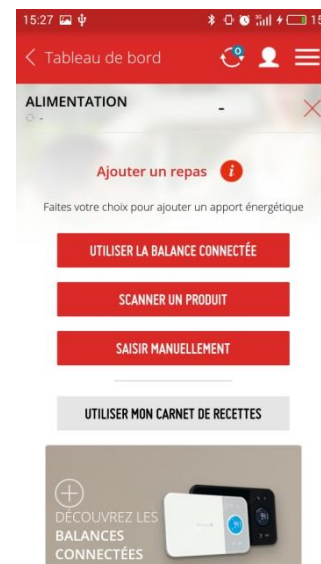 15:27
15
Tableau de bord
0
ALIMENTATION
-
-
Ajouter un repas i
Faites votre choix pour ajouter un apport énergétique
UTILISER LA BALANCE CONNECTÉE
SCANNER UN PRODUIT
SAISIR MANUELLEMENT
UTILISER MON CARNET DE RECETTES
DÉCOUVREZ LES
BALANCES
CONNECTÉES